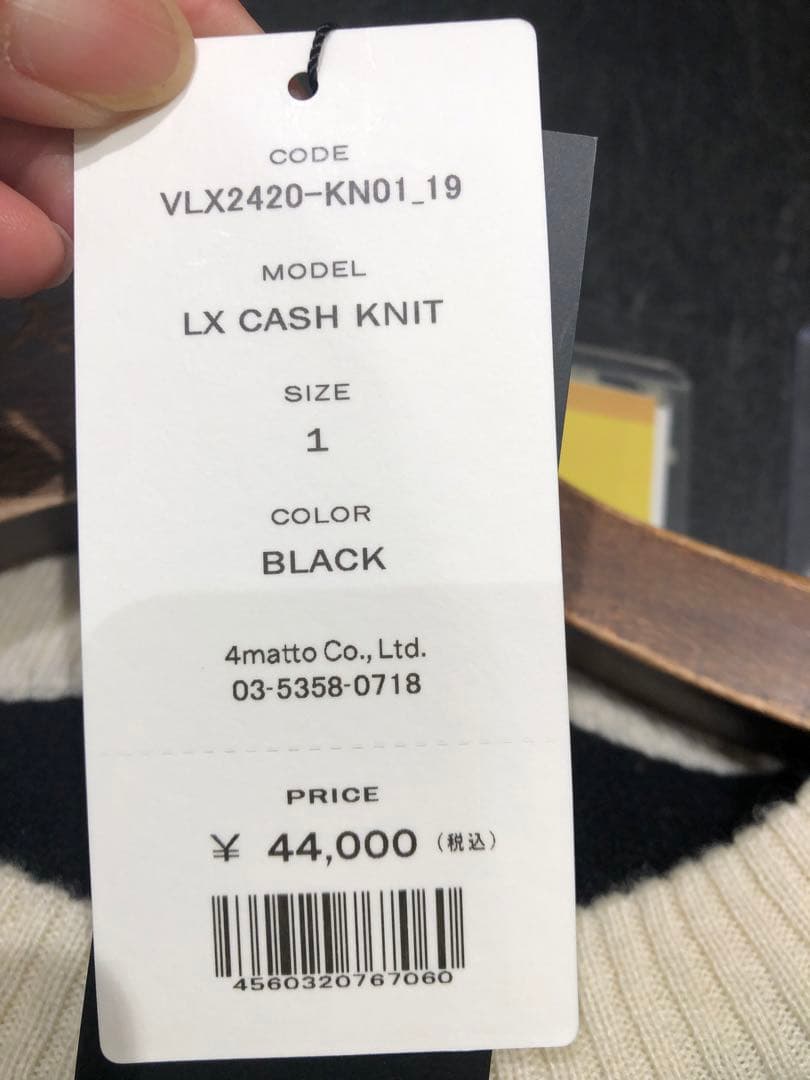 CODE
VLX2420-KN01_19
MODEL
LX CASH KNIT
SIZE
1
COLOR
BLACK
4matto Co., Ltd.
03-5358-0718
PRICE
¥ 44,000 (税込)
4560320767060